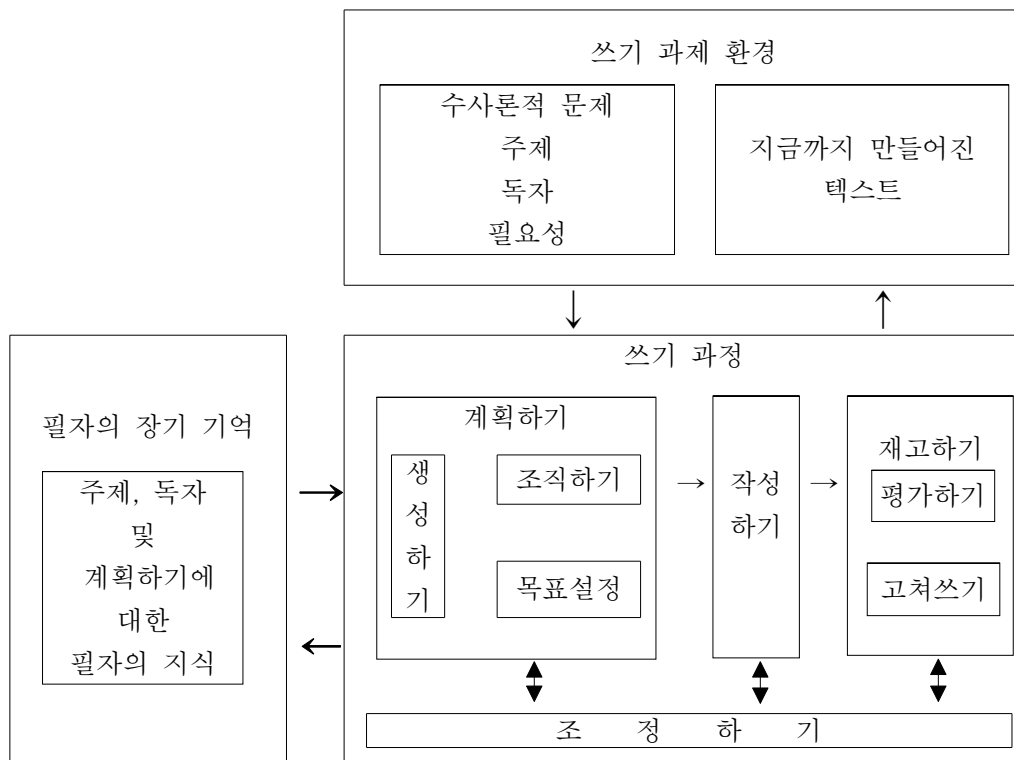 쓰기 과제 환경
수사론적 문제
주제
독자
필요성
지금까지 만들어진
텍스트
필자의 장기 기억
주제, 독자
및
계획하기에
대한
필자의 지식
쓰기 과정
계획하기
생
성
하
기
조직하기
목표설정
작성
하기
재고하기
평가하기
고쳐쓰기
조 정 하 기